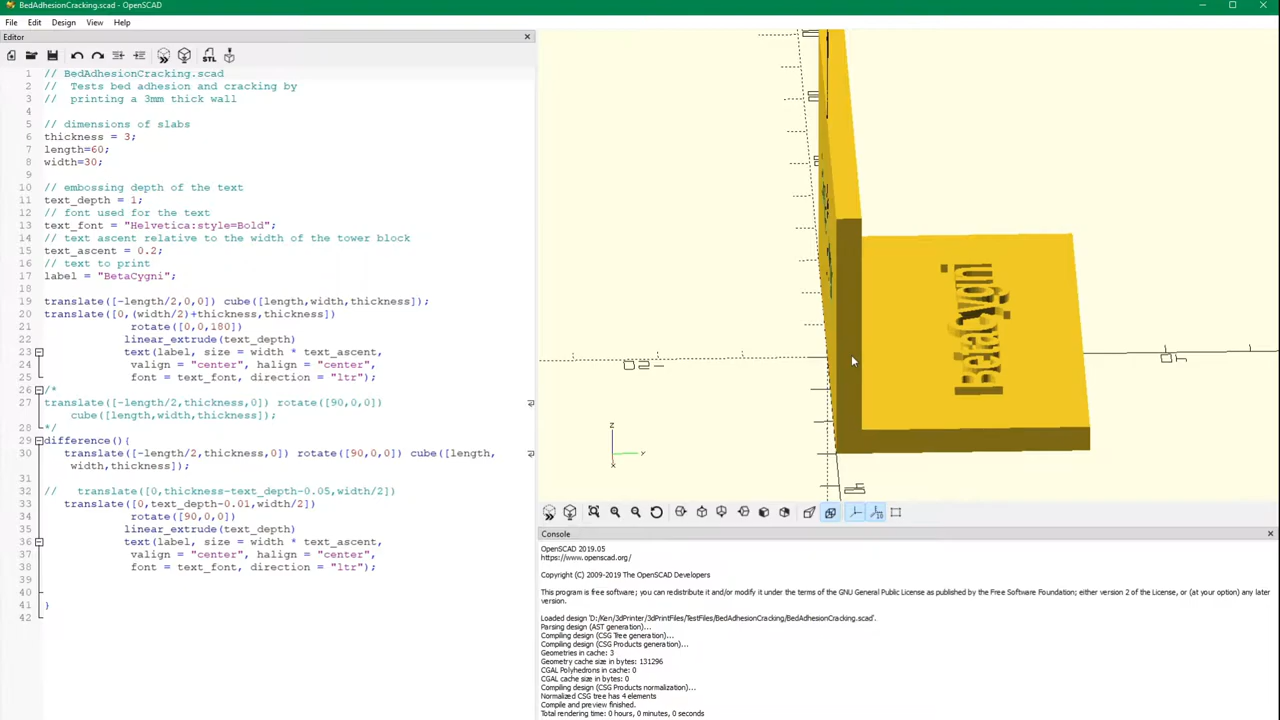 BedAdhesionCracking.scad - OpenSCAD
File Edit Design View Help
Editor
1 // BedAdhesionCracking.scad
2 //  Tests bed adhesion and cracking by
3 //  printing a 3mm thick wall
4
5 // dimensions of slabs
6 thickness = 3;
7 length=60;
8 width=30;
9
10 // embossing depth of the text
11 text_depth = 1;
12 // font used for the text
13 text_font = "Helvetica:style=Bold";
14 // text ascent relative to the width of the tower block
15 text_ascent = 0.2;
16 // text to print
17 label = "BetaCygni";
18
19 translate([-length/2,0,0]) cube([length,width,thickness]);
20 translate([0,(width/2)+thickness,thickness])
21 rotate([0,0,180])
22 linear_extrude(text_depth)
23 text(label, size = width * text_ascent,
24 valign = "center", halign = "center",
25 font = text_font, direction = "ltr");
26 /*
27 translate([-length/2,thickness,0]) rotate([90,0,0])
cube([length,width,thickness]);
28 */
29 difference(){
30 translate([-length/2,thickness,0]) rotate([90,0,0]) cube([length,
width,thickness]);
31
32 //   translate([0,thickness-text_depth-0.05,width/2])
33 translate([0,text_depth-0.01,width/2])
34 rotate([90,0,0])
35 linear_extrude(text_depth)
36 text(label, size = width * text_ascent,
37 valign = "center", halign = "center",
38 font = text_font, direction = "ltr");
39
40
41 }
42
BetaCygni
Z
Y
X
STL
Console
OpenSCAD 2019.05
https://www.openscad.org/
Copyright (C) 2009-2019 The OpenSCAD Developers
This program is free software; you can redistribute it and/or modify it under the terms of the GNU General Public License as published by the Free Software Foundation; either version 2 of the License, or (at your option) any later
version.
Loaded design 'D:/Ken/3dPrinter/3dPrintFiles/TestFiles/BedAdhesionCracking/BedAdhesionCracking.scad'.
Parsing design (AST generation)...
Compiling design (CSG Tree generation)...
Compiling design (CSG Products generation)...
Geometries in cache: 3
Geometry cache size in bytes: 131296
CGAL Polyhedrons in cache: 0
CGAL cache size in bytes: 0
Compiling design (CSG Products normalization)...
Normalized CSG tree has 4 elements
Compile and preview finished.
Total rendering time: 0 hours, 0 minutes, 0 seconds